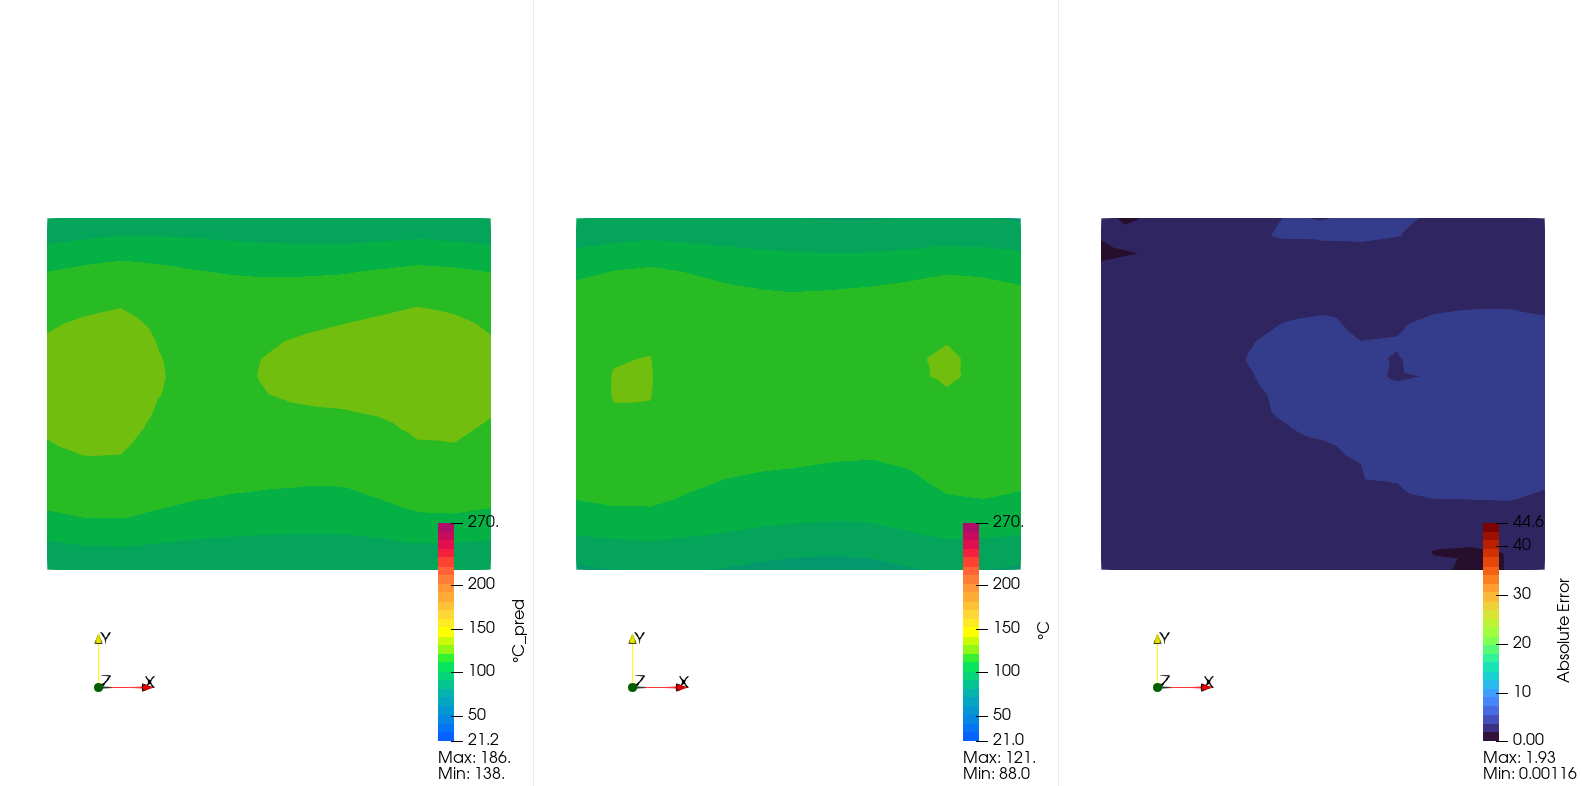 270.
200
150
100
50
21.2
°C_pred
Max: 186.
Min: 138.
Y
Z
X
270.
200
150
100
50
21.0
°C
Max: 121.
Min: 88.0
Y
Z
X
44.6
40
30
20
10
0.00
Absolute Error
Max: 1.93
Min: 0.00116
Y
Z
X